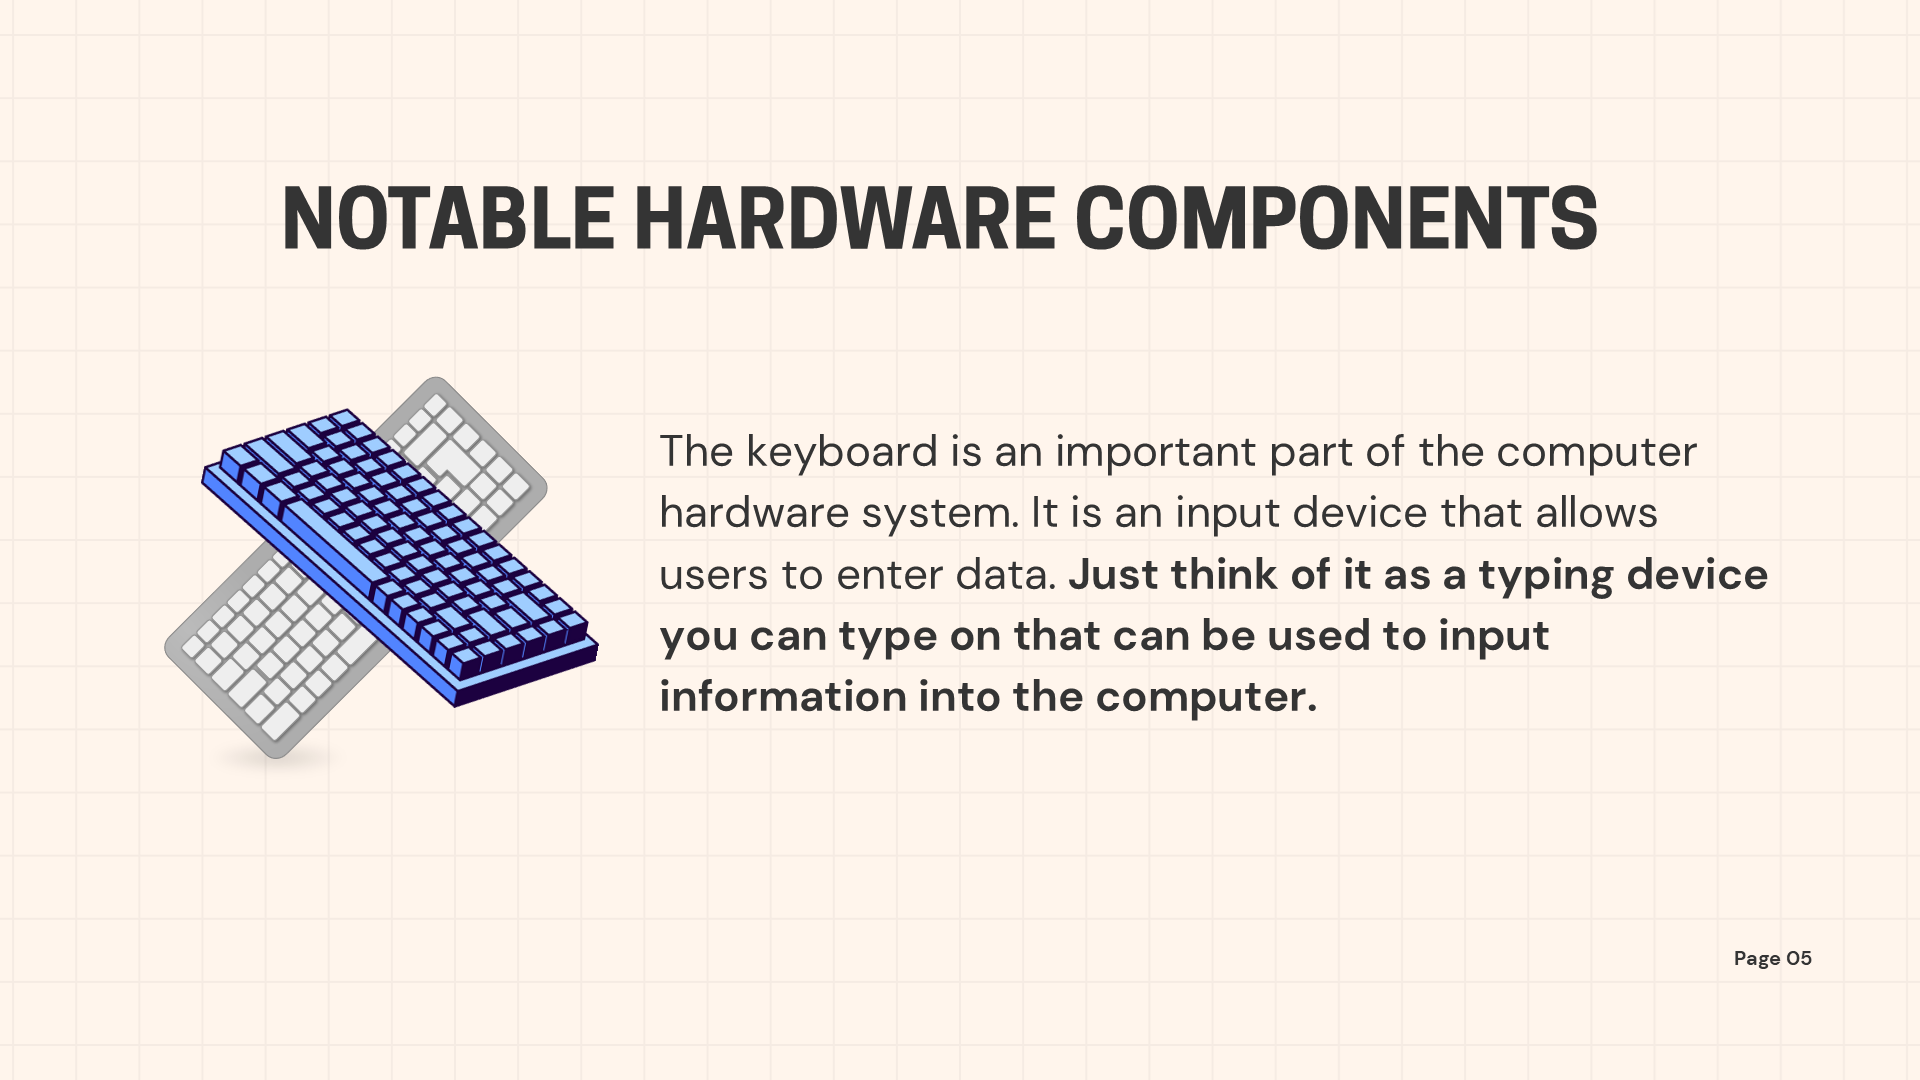 NOTABLE HARDWARE COMPONENTS
The keyboard is an important part of the computer
hardware system. It is an input device that allows
users to enter data. Just think of it as a typing device
you can type on that can be used to input
information into the computer.
Page 05